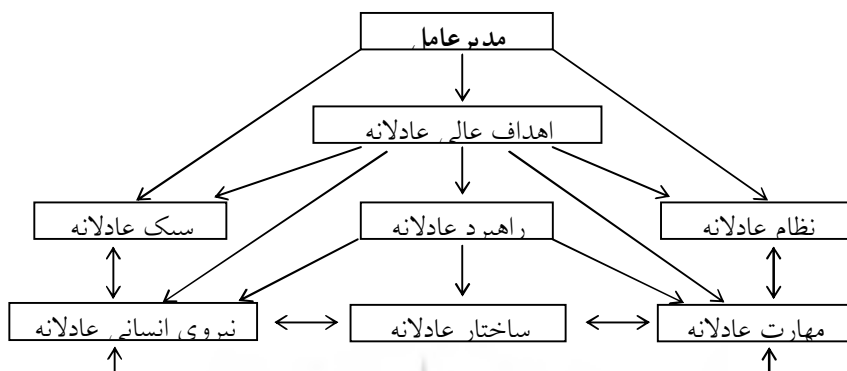 مدیر عامل
اهداف عالی عادلانه
سبک عادلانه
راهبرد عادلانه
نظام عادلانه
نیروی انسانی عادلانه
ساختار عادلانه
مهارت عادلانه